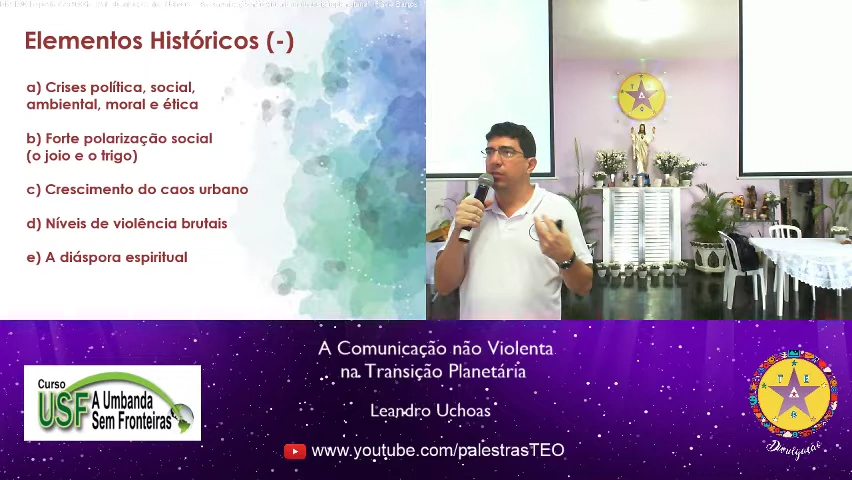 Elementos Históricos (-)
a) Crises política, social,
ambiental, moral e ética
b) Forte polarização social
(o joio e o trigo)
c) Crescimento do caos urbano
d) Níveis de violência brutais
e) A diáspora espiritual
A Comunicação não Violenta
na Transição Planetária
Leandro Uchoas
www.youtube.com/palestrasTEO
Curso
USF
A Umbanda
Sem Fronteiras
Divulgação